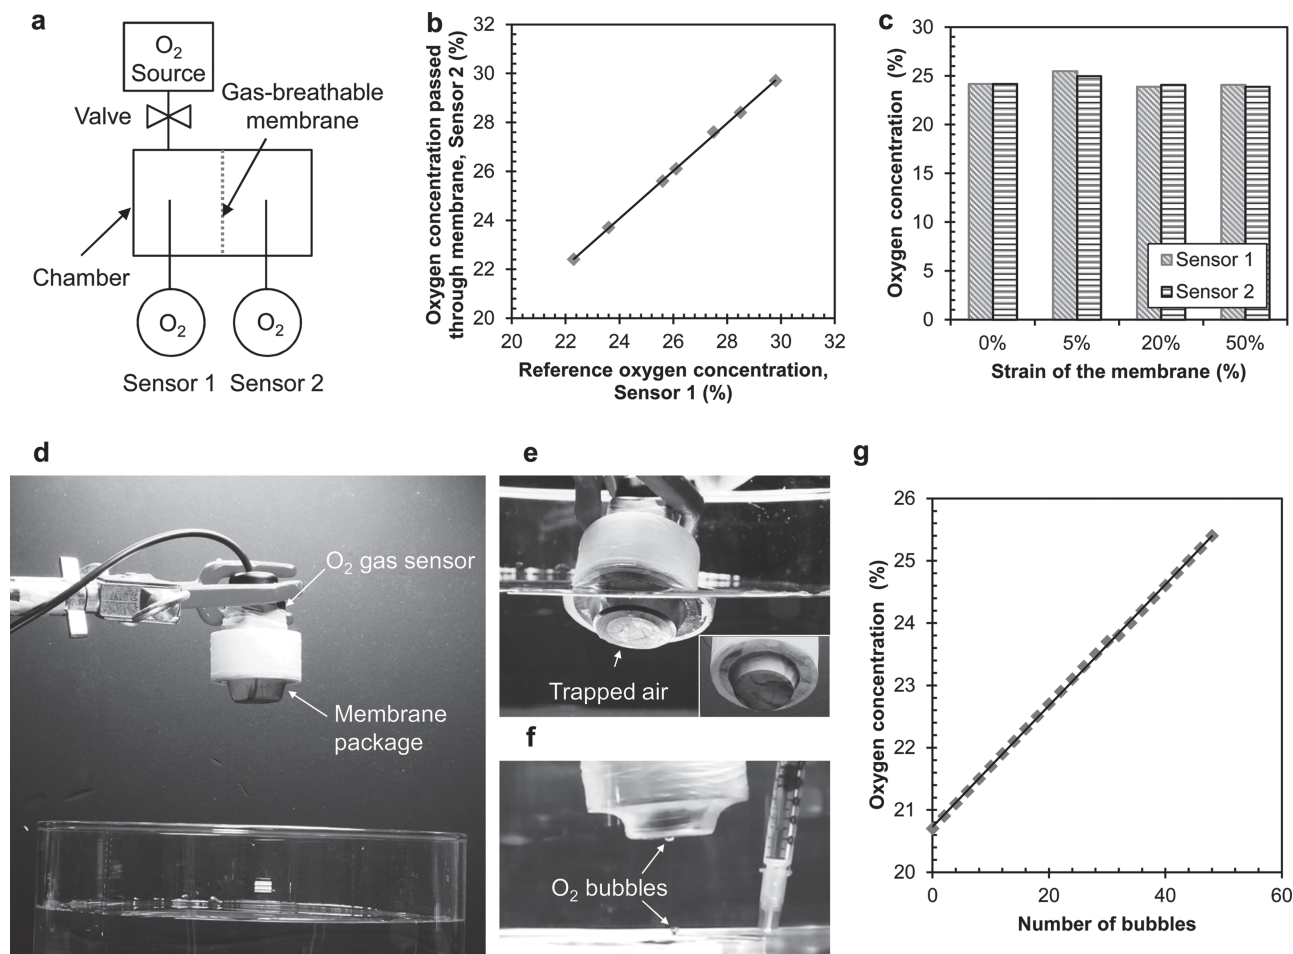 a
O2
Source
Valve
Gas-breathable
membrane
Chamber
O2
O2
Sensor 1
Sensor 2
b
Oxygen concentration passed
through membrane, Sensor 2 (%)
32
30
28
26
24
22
20
20 22 24 26 28 30 32
Reference oxygen concentration,
Sensor 1 (%)
c
Oxygen concentration (%)
30
25
20
15
10
5
0
Sensor 1
Sensor 2
0% 5% 20% 50%
Strain of the membrane (%)
d
O2 gas sensor
Membrane
package
e
Trapped air
f
O2 bubbles
g
Oxygen concentration (%)
26
25
24
23
22
21
20
0 20 40 60
Number of bubbles